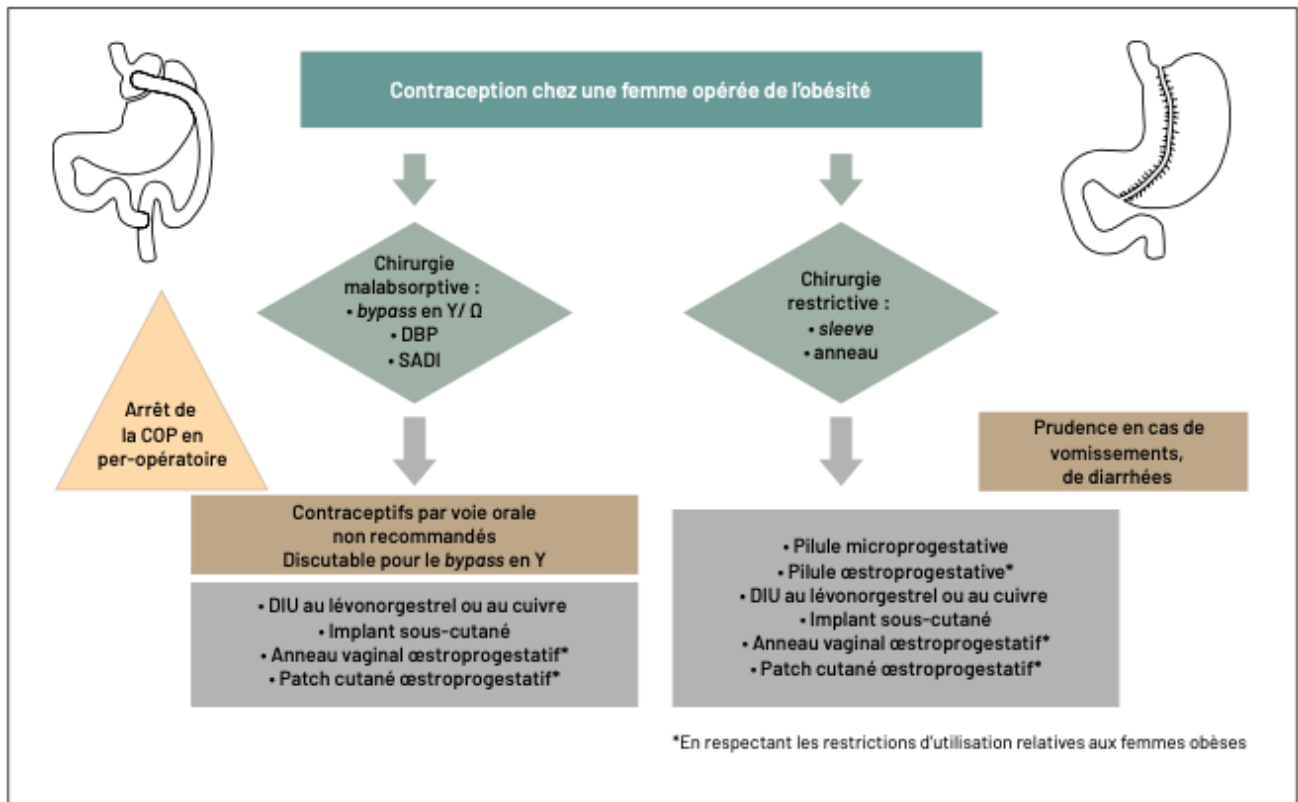 Contraception chez une femme opérée de l'obésité
Chirurgie
malabsorptive :
• bypass en Y/ Ω
• DBP
• SADI
Chirurgie
restrictive :
• sleeve
• anneau
Arrêt de
la COP en
per-opératoire
Prudence en cas de
vomissements,
de diarrhées
Contraceptifs par voie orale
non recommandés
Discutable pour le bypass en Y
• DIU au lévonorgestrel ou au cuivre
• Implant sous-cutané
• Anneau vaginal œstroprogestatif*
• Patch cutané œstroprogestatif*
• Pilule microprogestative
• Pilule œstroprogestative*
• DIU au lévonorgestrel ou au cuivre
• Implant sous-cutané
• Anneau vaginal œstroprogestatif*
• Patch cutané œstroprogestatif*
*En respectant les restrictions d'utilisation relatives aux femmes obèses